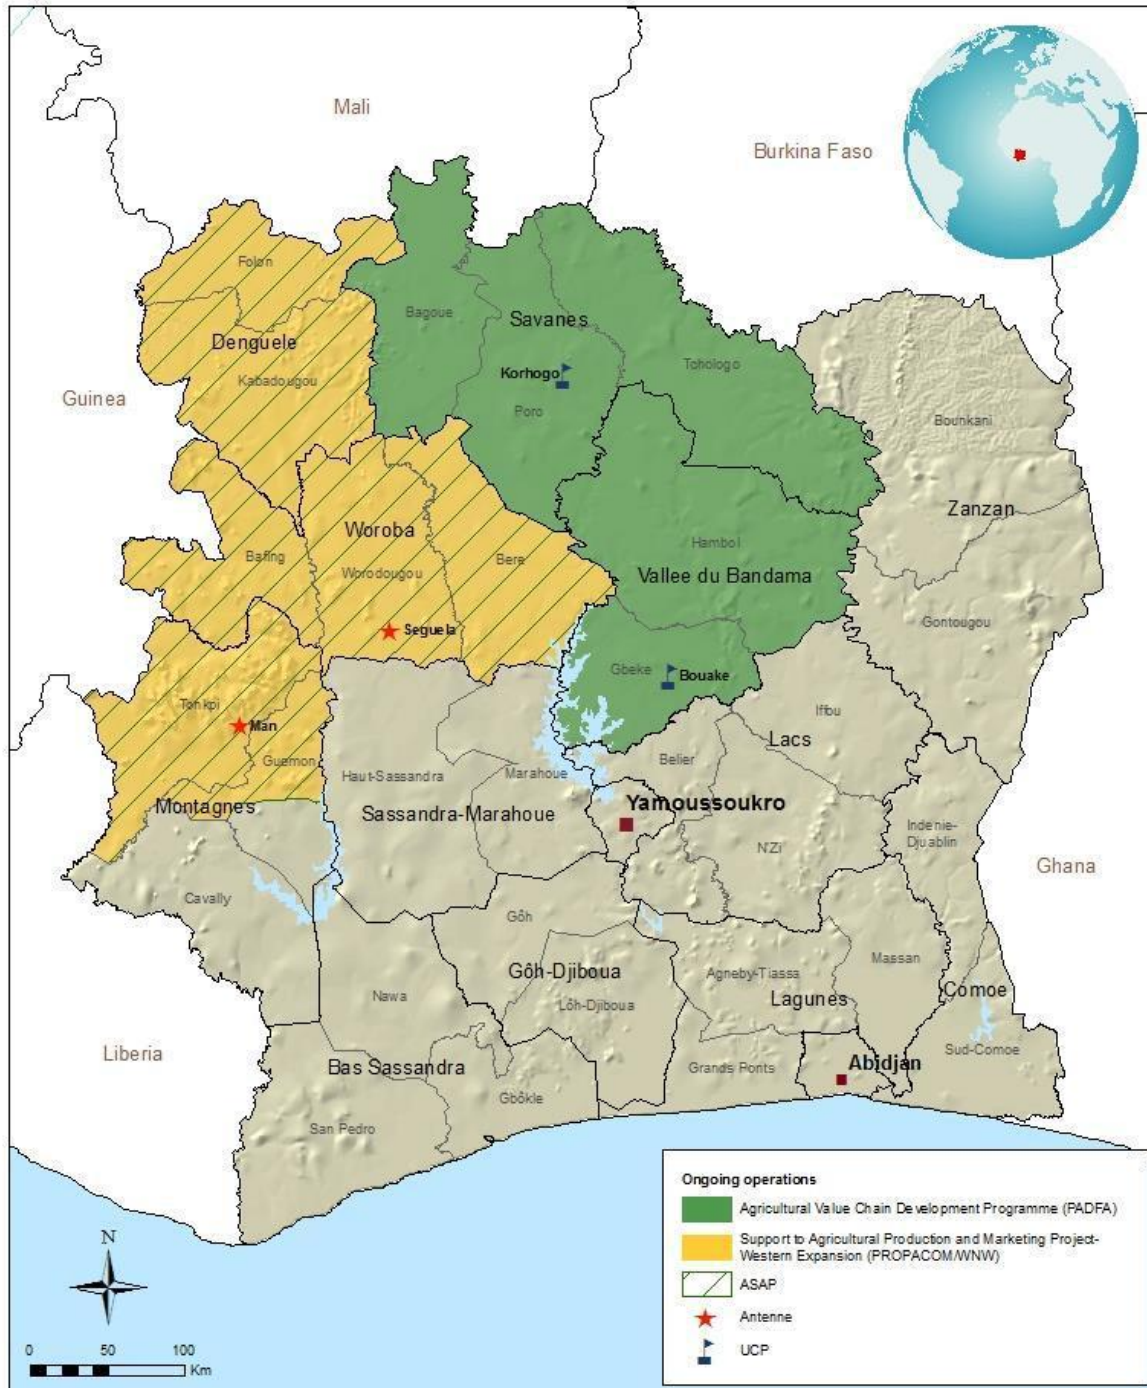 Mali
Burkina Faso
Folon
Bagoue
Savanes
Denguele
Tchologo
Korhogo
Kabadougou
Guinea
Poro
Bounkani
Zanzan
Woroba
Hambol
Bafing
Bere
Worodougou
Vallee du Bandama
Gontougou
Seguela
Gbeke
Bouake
Tonkpi
Iffou
Man
Lacs
Guemon
Belier
Haut-Sassandra
Marahoue
Montagnes
Yamoussoukro
Sassandra-Marahoue
Indenie-
Djuablin
N'Zi
Ghana
Cavally
Gôh
Massan
Gôh-Djiboua
Agneby-Tiassa
Nawa
Lôh-Djiboua
Lagunes
Comoe
Liberia
Sud-Comoe
Bas Sassandra
Grands Ponts
Abidjan
Gbôkle
San Pedro
Ongoing operations
Agricultural Value Chain Development Programme (PADFA)
Support to Agricultural Production and Marketing Project-
Western Expansion (PROPACOM/WNW)
ASAP
Antenne
UCP
N
0 50 100
Km